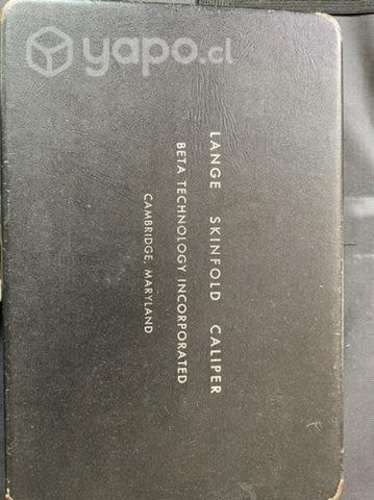 yapo.cl
LANGE SKINFOLD CALIPER
BETA TECHNOLOGY INCORPORATED
CAMBRIDGE, MARYLAND